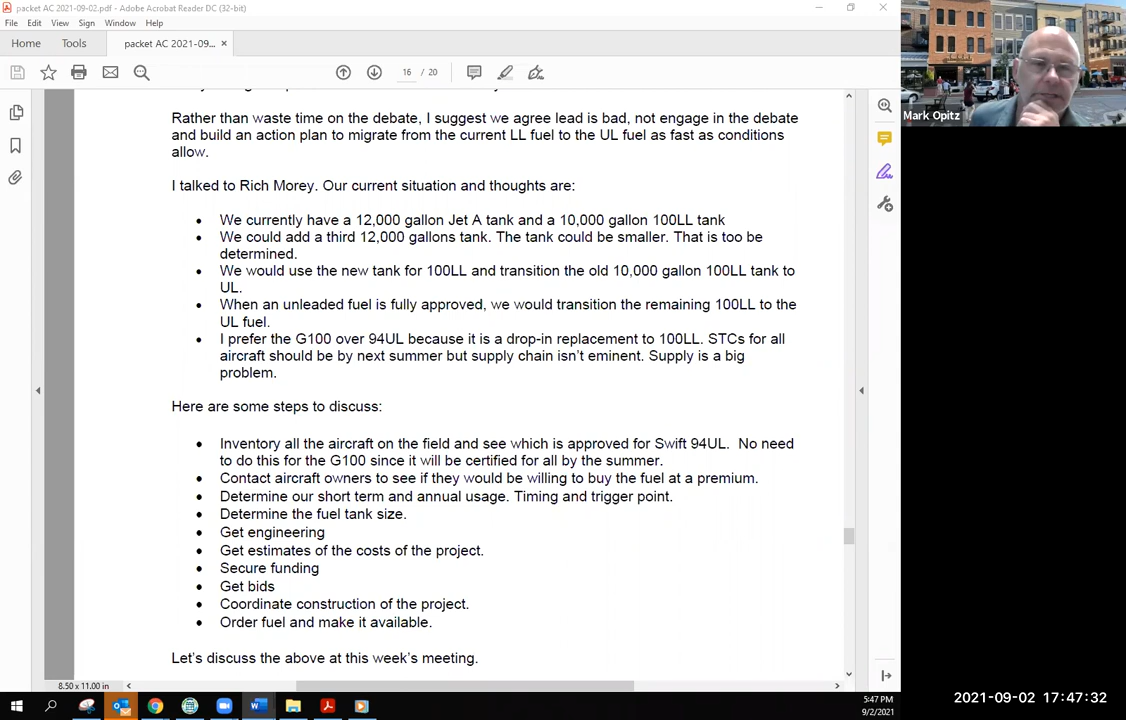 packet AC 2021-09-02.pdf - Adobe Acrobat Reader DC (32-bit)
File Edit View Sign Window Help
Home Tools packet AC 2021-09... ×
16 / 20
Rather than waste time on the debate, I suggest we agree lead is bad, not engage in the debate
and build an action plan to migrate from the current LL fuel to the UL fuel as fast as conditions
allow.
I talked to Rich Morey. Our current situation and thoughts are:
• We currently have a 12,000 gallon Jet A tank and a 10,000 gallon 100LL tank
• We could add a third 12,000 gallons tank. The tank could be smaller. That is too be
determined.
• We would use the new tank for 100LL and transition the old 10,000 gallon 100LL tank to
UL.
• When an unleaded fuel is fully approved, we would transition the remaining 100LL to the
UL fuel.
• I prefer the G100 over 94UL because it is a drop-in replacement to 100LL. STCs for all
aircraft should be by next summer but supply chain isn't eminent. Supply is a big
problem.
Here are some steps to discuss:
• Inventory all the aircraft on the field and see which is approved for Swift 94UL. No need
to do this for the G100 since it will be certified for all by the summer.
• Contact aircraft owners to see if they would be willing to buy the fuel at a premium.
• Determine our short term and annual usage. Timing and trigger point.
• Determine the fuel tank size.
• Get engineering
• Get estimates of the costs of the project.
• Secure funding
• Get bids
• Coordinate construction of the project.
• Order fuel and make it available.
Let's discuss the above at this week's meeting.
8.50 x 11.00 in
5:47 PM
9/2/2021
Mark Opitz
2021-09-02 17:47:32